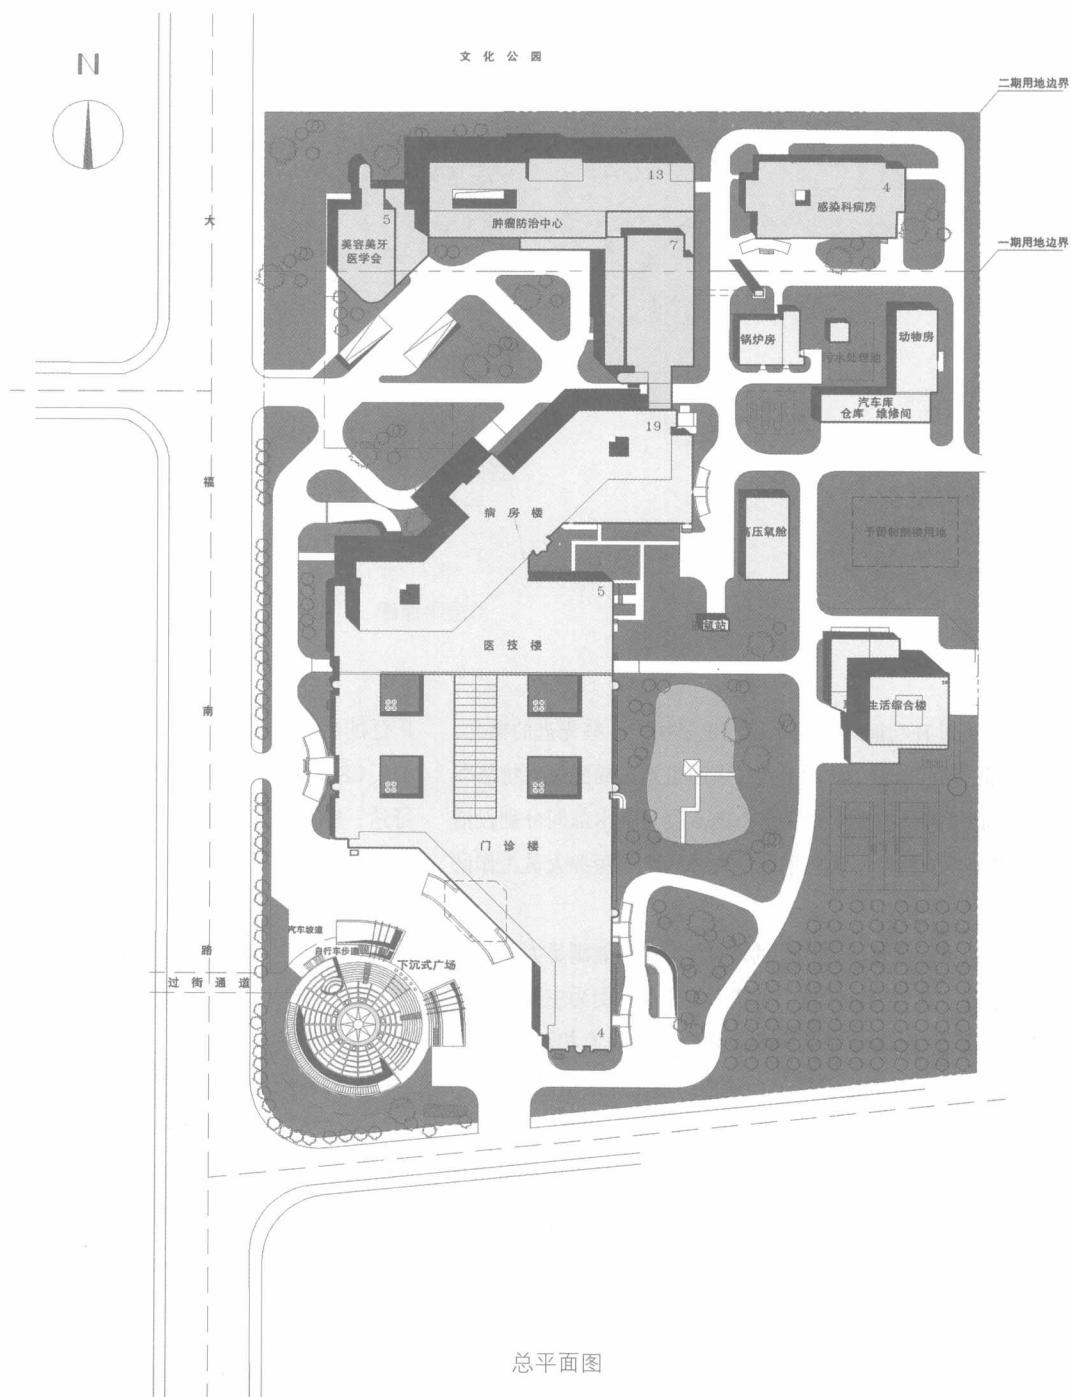 文化公园
N
二期用地边界
13
4
感染科病房
大
5
肿瘤防治中心
美容美牙
医学会
7
一期用地边界
锅炉房
动物房
污水处理池
汽车库
仓库 维修间
19
福
病房楼
高压氧舱
予留制剂楼用地
5
医技楼
南
生活综合楼
门诊楼
汽车坡道
自行车步道
路
下沉式广场
过街通道
4
总平面图